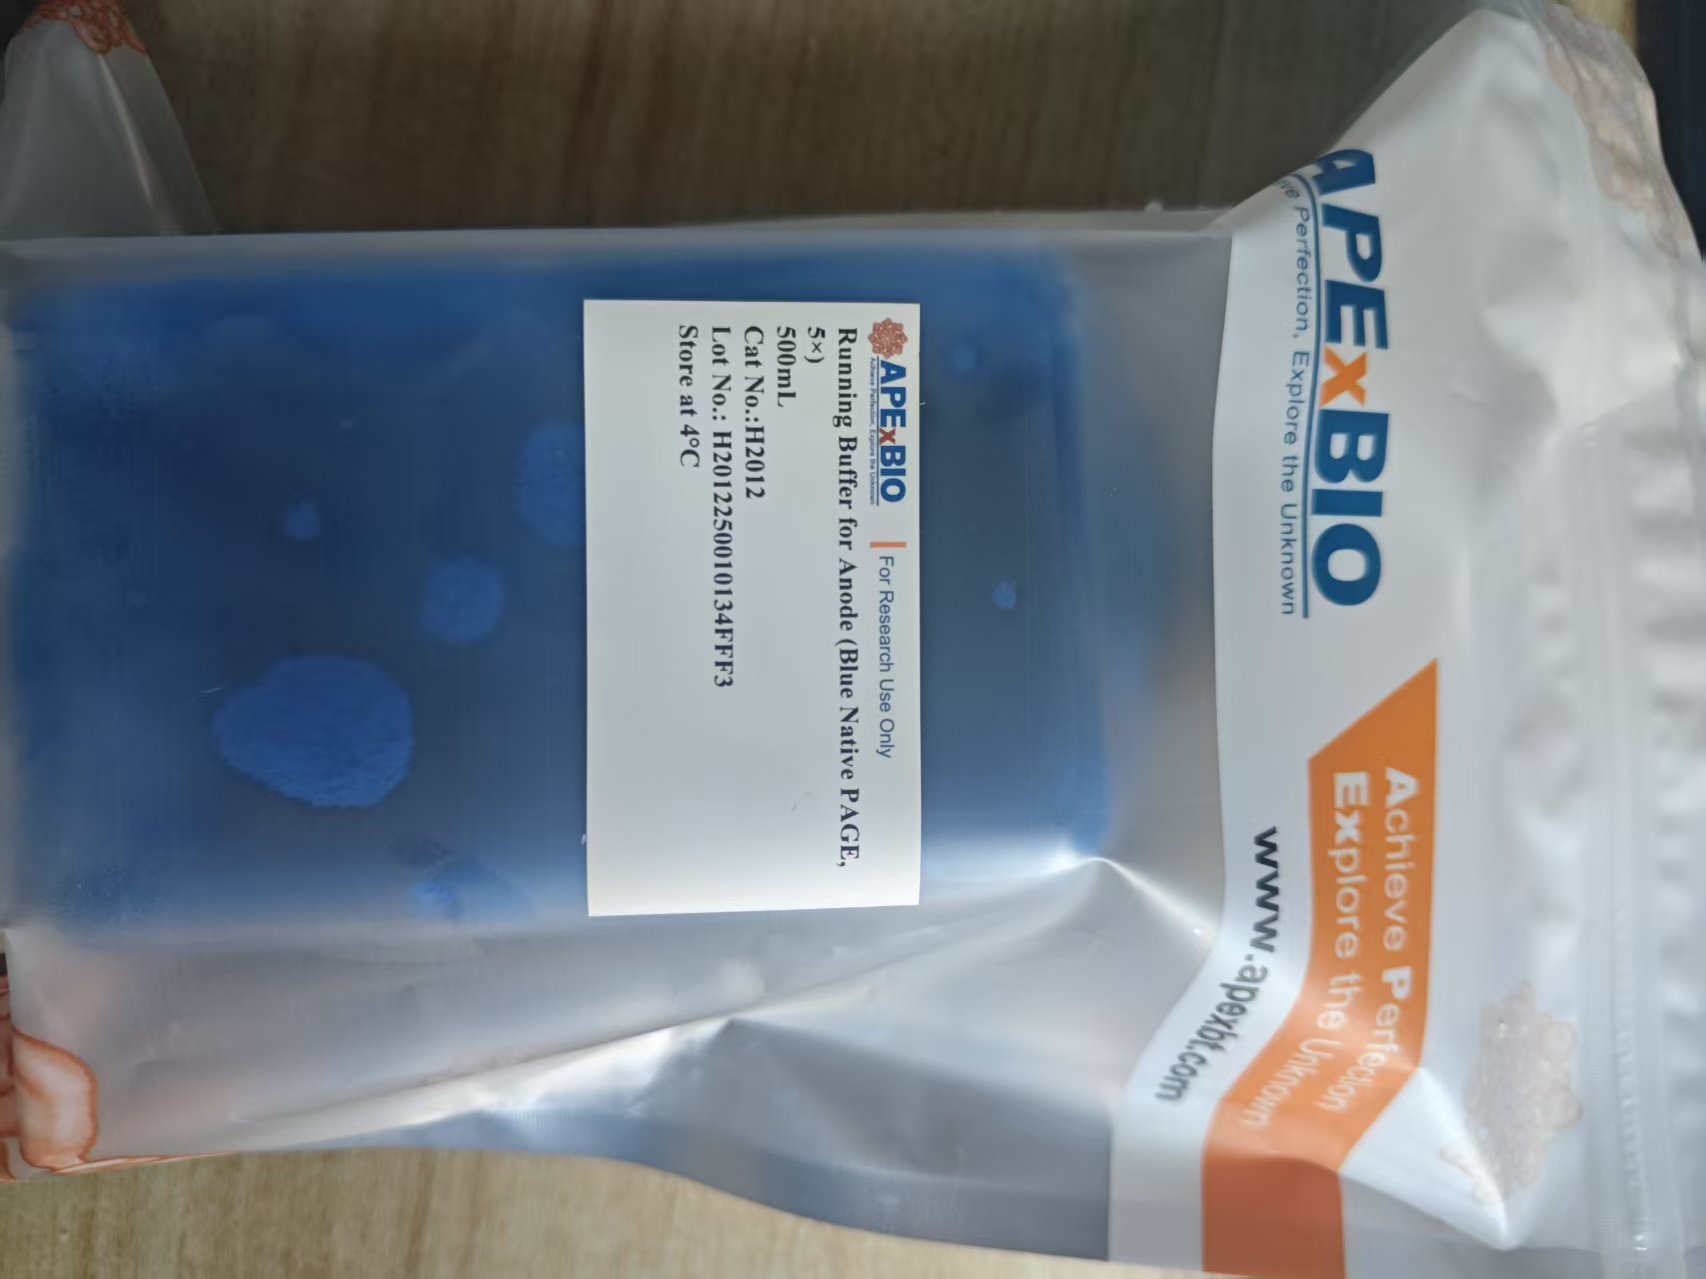 APExBIO
Perfection, Explore the Unknown
Achieve Perfection
Explore the Unknown
www.apexbt.com
APExBIO
Achieve Perfection, Explore the Unknown
For Research Use Only
Running Buffer for Anode (Blue Native PAGE,
5×)
500mL
Cat No.:H2012
Lot No.: H2012250010134FFF3
Store at 4°C